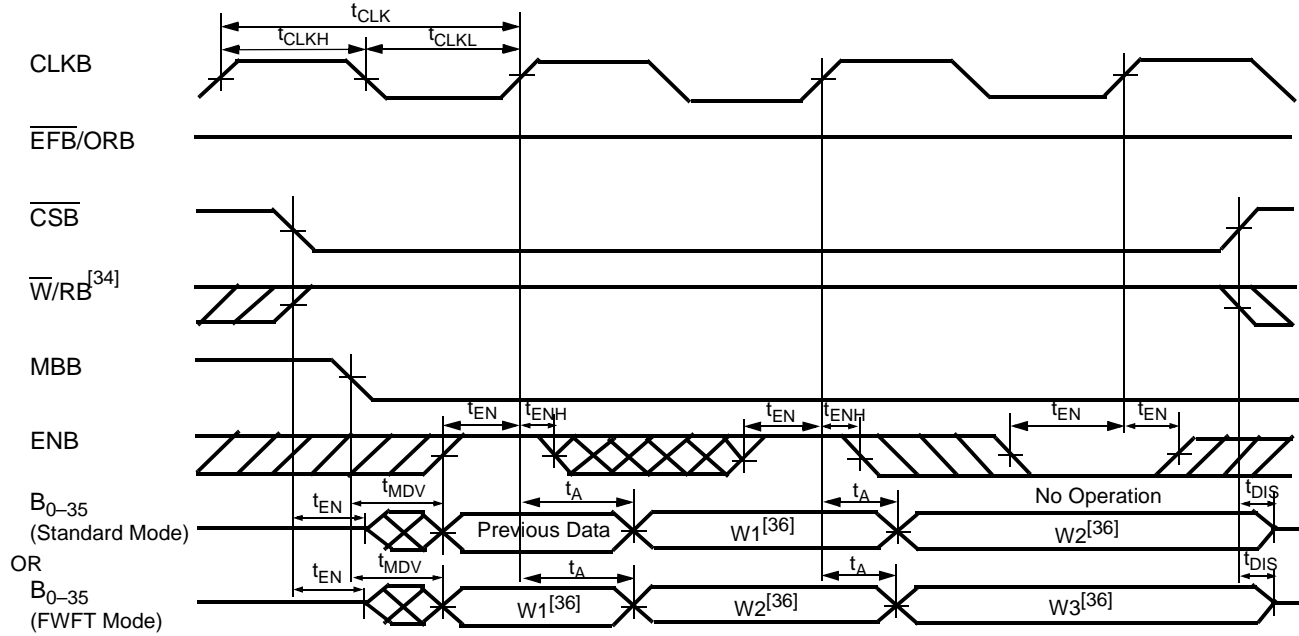 tCLK
tCLKH tCLKL
CLKB
EFB/ORB
CSB
W/RB[34]
MBB
tEN tENH tEN tENH tEN tEN
ENB
tMDV
tEN tA tA No Operation tDIS
B0–35
(Standard Mode)
Previous Data W1[36] W2[36]
OR
tMDV
tEN tA tA tDIS
B0–35
(FWFT Mode)
W1[36] W2[36] W3[36]